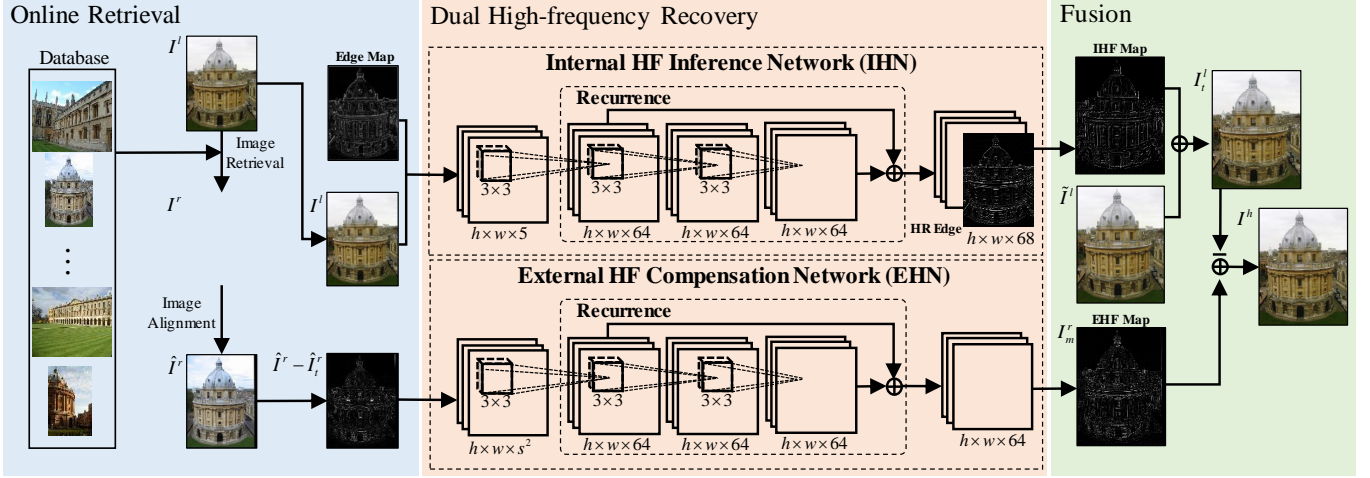 Online Retrieval
Database
I^l
Edge Map
Image
Retrieval
I^r
I^l
Image
Alignment
Î^r
Î^r − Î_t^r
Dual High-frequency Recovery
Internal HF Inference Network (IHN)
Recurrence
3×3
3×3
3×3
h×w×5
h×w×64
h×w×64
h×w×64
HR Edge
h×w×68
External HF Compensation Network (EHN)
Recurrence
3×3
3×3
3×3
h×w×s^2
h×w×64
h×w×64
h×w×64
h×w×64
Fusion
IHF Map
I_t^l
Ĩ^l
I^h
EHF Map
I_m^r